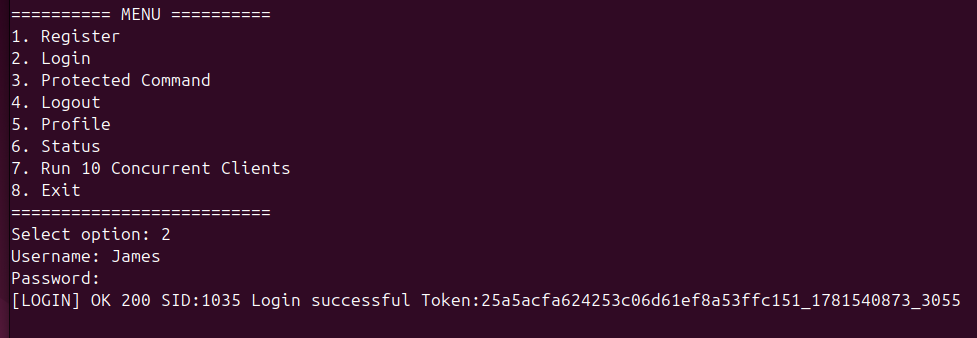 ========== MENU ==========
1. Register
2. Login
3. Protected Command
4. Logout
5. Profile
6. Status
7. Run 10 Concurrent Clients
8. Exit
==========================
Select option: 2
Username: James
Password:
[LOGIN] OK 200 SID:1035 Login successful Token:25a5acfa624253c06d61ef8a53ffc151_1781540873_3055